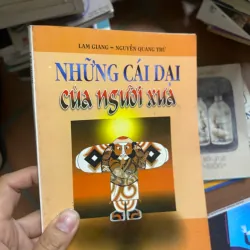 LAM GIANG - NGUYỄN QUANG TRỨ
NHỮNG CÁI DẠI
CỦA NGƯỜI XƯA